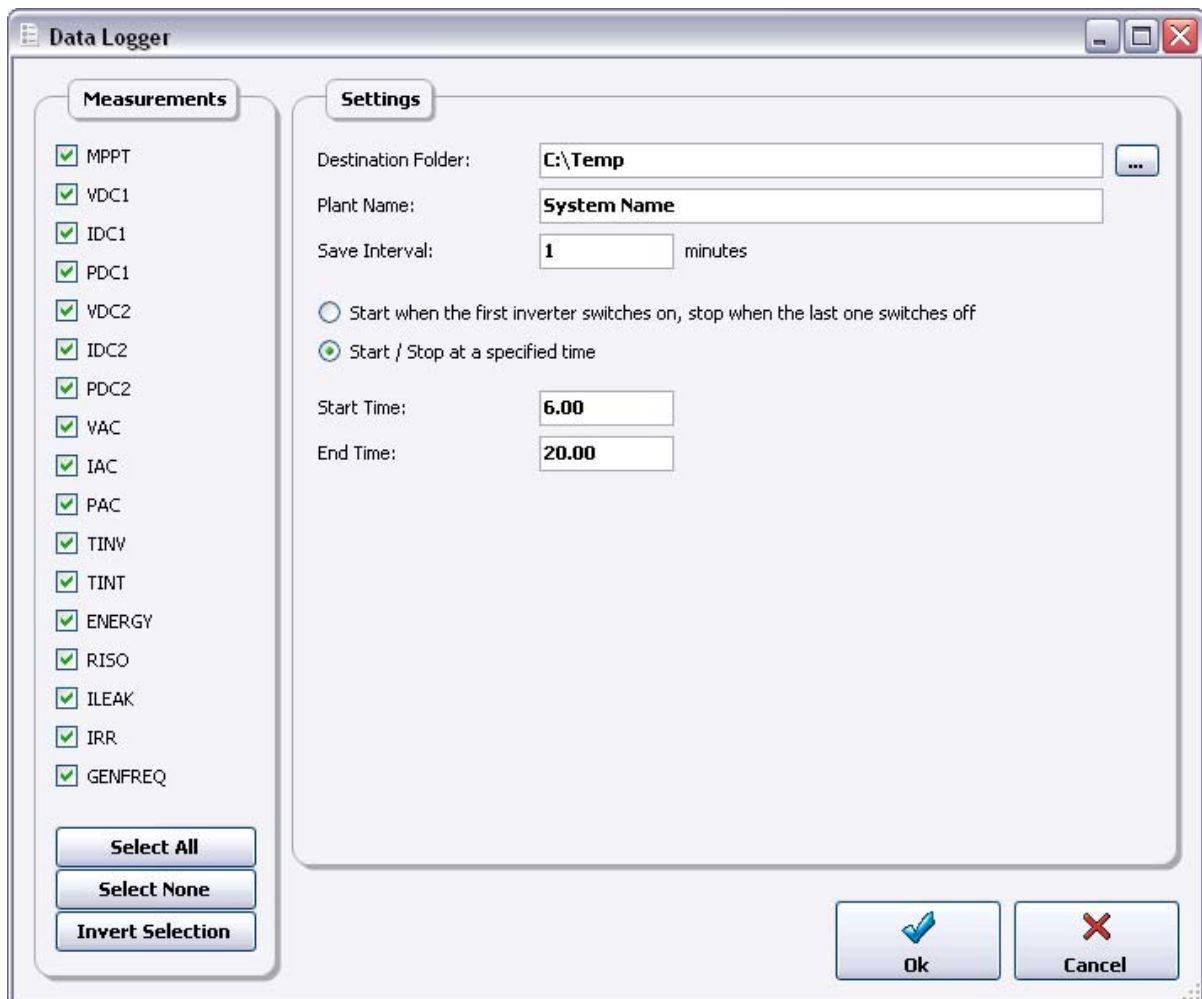 Data Logger
Measurements
MPPT
VDC1
IDC1
PDC1
VDC2
IDC2
PDC2
VAC
IAC
PAC
TINV
TINT
ENERGY
RISO
ILEAK
IRR
GENFREQ
Select All
Select None
Invert Selection
Settings
Destination Folder: C:\Temp ...
Plant Name: System Name
Save Interval: 1 minutes
Start when the first inverter switches on, stop when the last one switches off
Start / Stop at a specified time
Start Time: 6.00
End Time: 20.00
Ok
Cancel